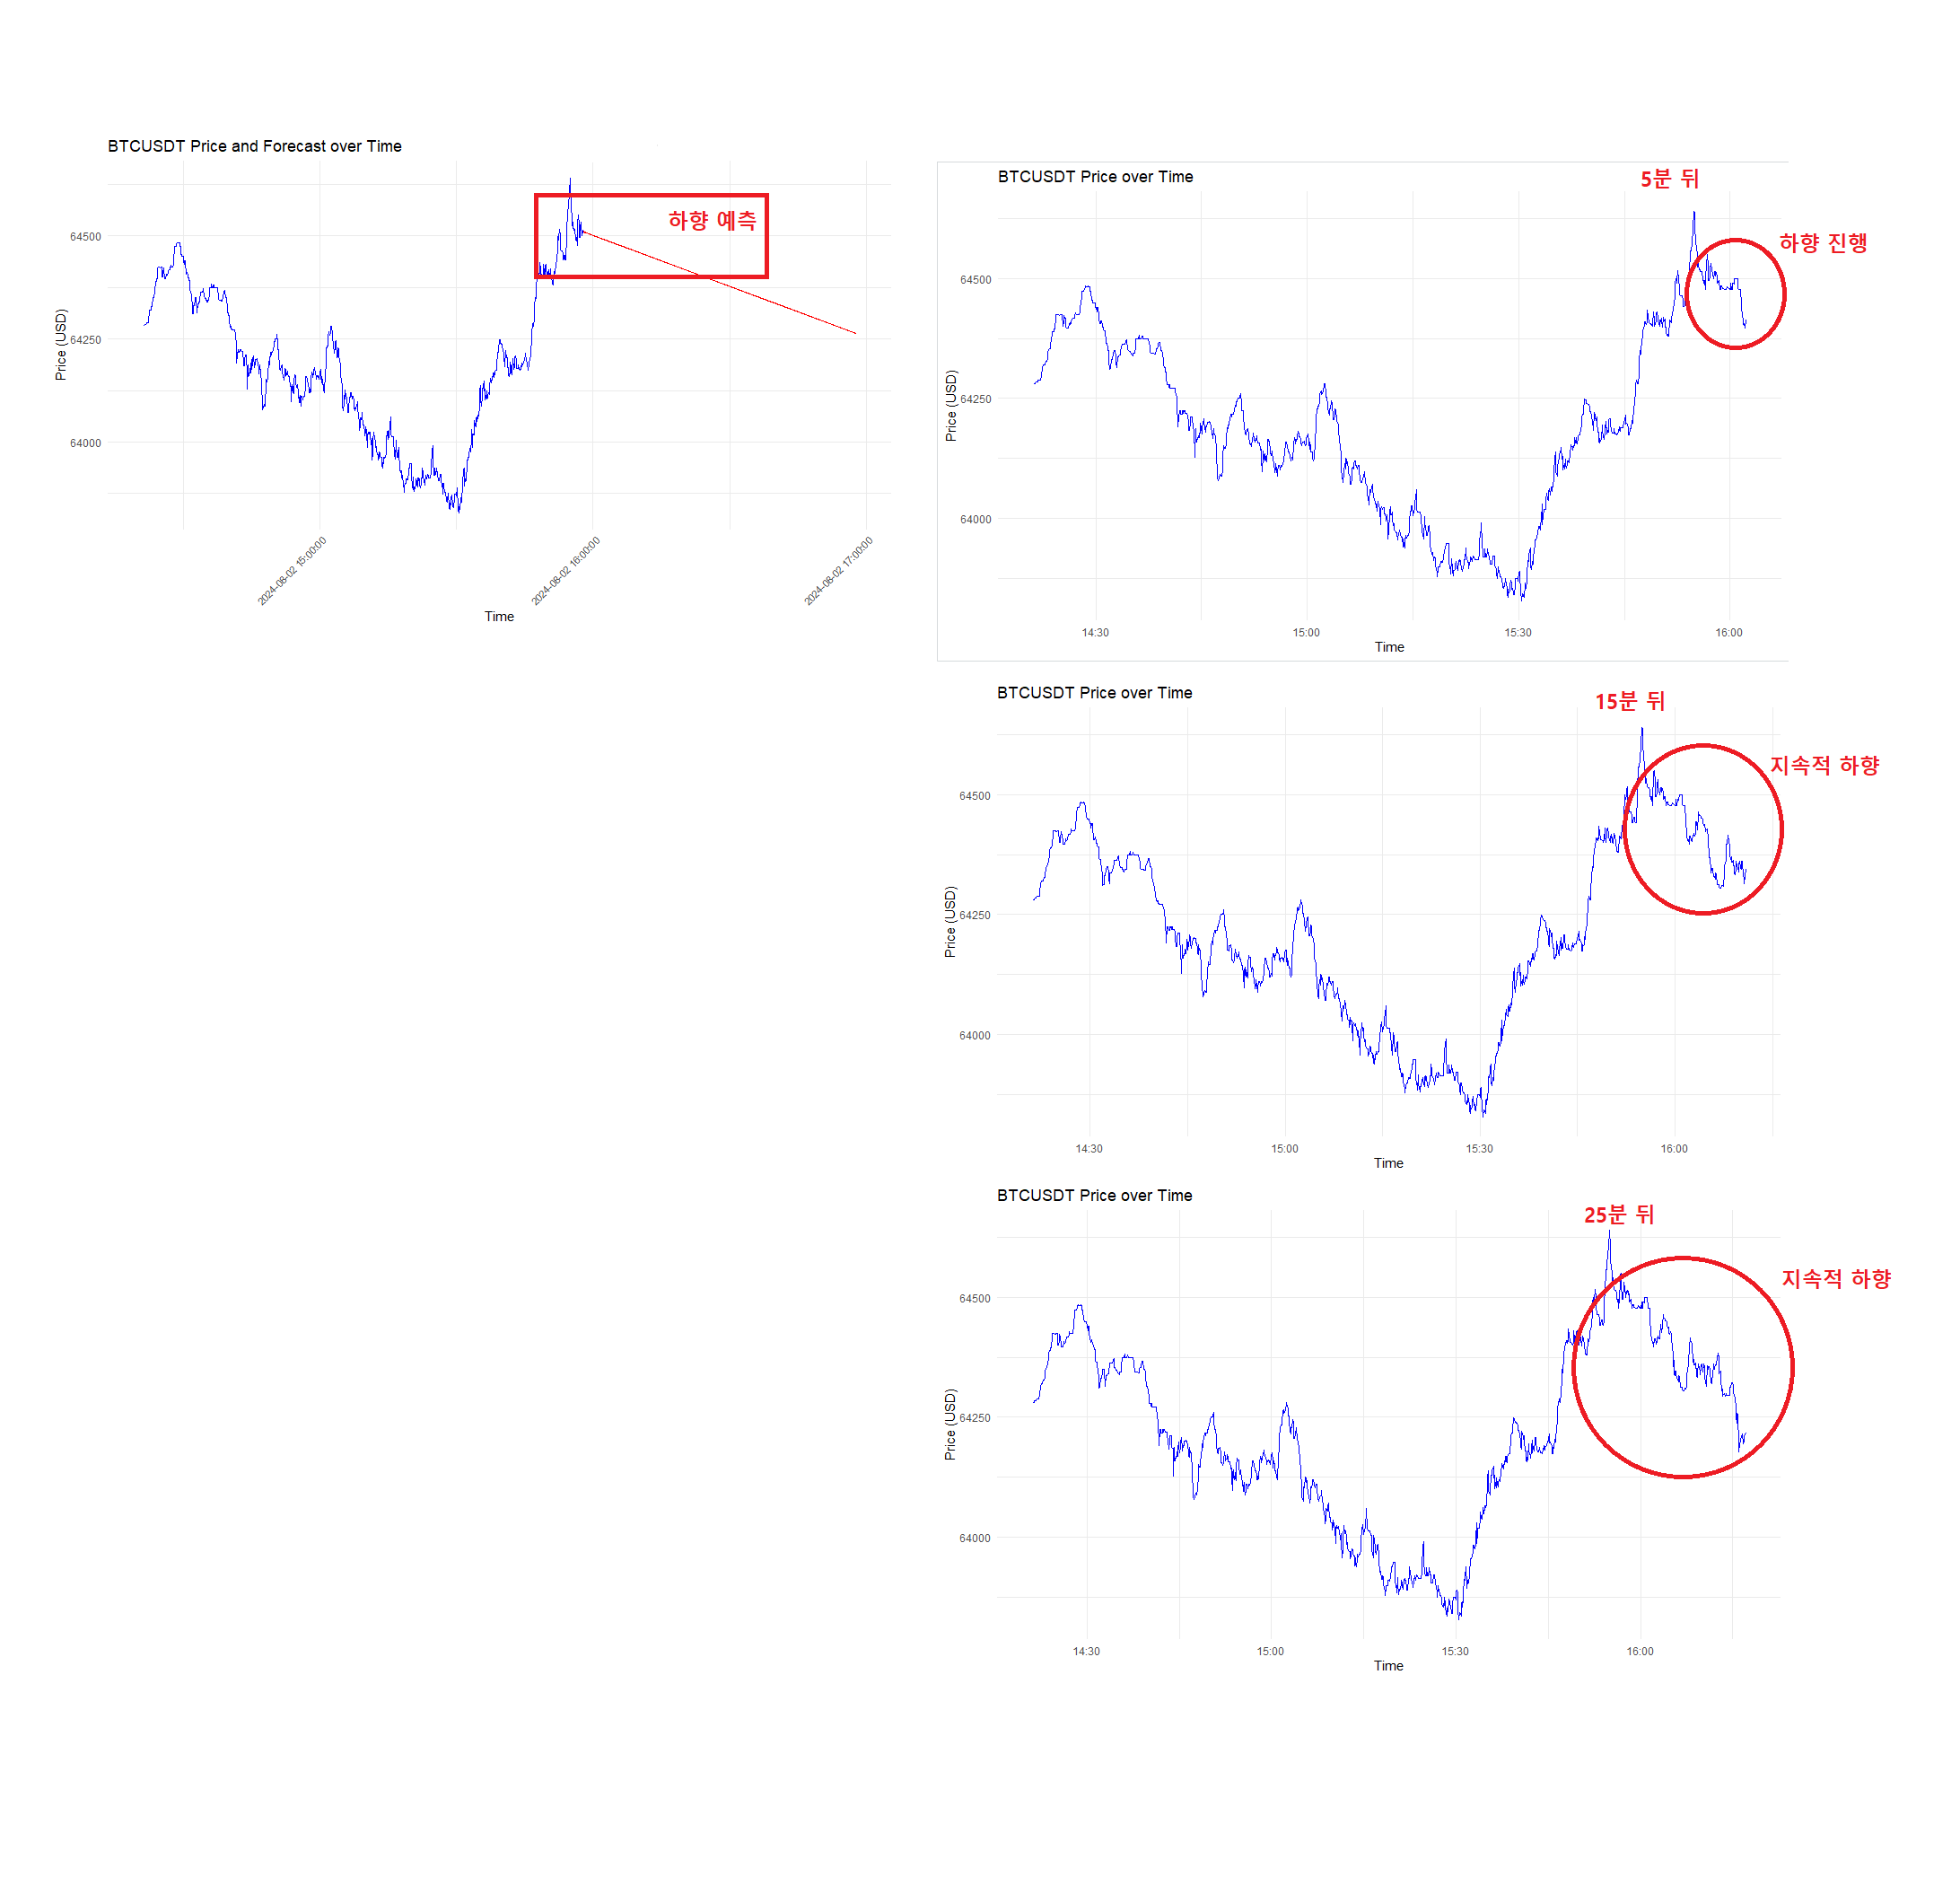 BTCUSDT Price and Forecast over Time
하향 예측
64500
64250
64000
Price (USD)
2024-08-02 15:00:00
2024-08-02 16:00:00
2024-08-02 17:00:00
Time
BTCUSDT Price over Time
5분 뒤
하향 진행
64500
64250
64000
Price (USD)
14:30
15:00
15:30
16:00
Time
BTCUSDT Price over Time
15분 뒤
지속적 하향
64500
64250
64000
Price (USD)
14:30
15:00
15:30
16:00
Time
BTCUSDT Price over Time
25분 뒤
지속적 하향
64500
64250
64000
Price (USD)
14:30
15:00
15:30
16:00
Time